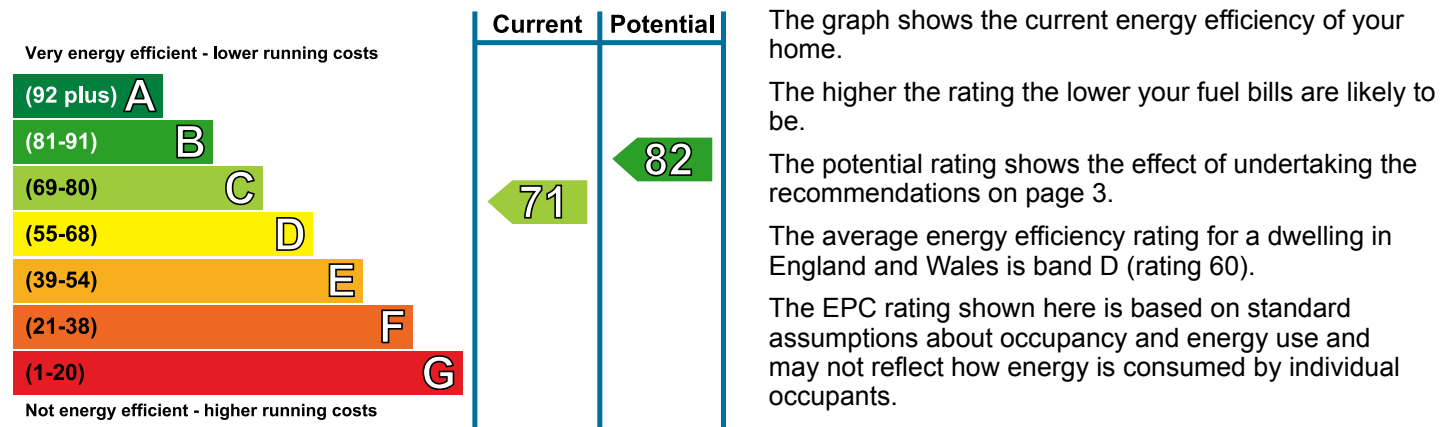 Current Potential
Very energy efficient - lower running costs
(92 plus) A
(81-91) B
(69-80) C
(55-68) D
(39-54) E
(21-38) F
(1-20) G
Not energy efficient - higher running costs
71
82
The graph shows the current energy efficiency of your
home.
The higher the rating the lower your fuel bills are likely to
be.
The potential rating shows the effect of undertaking the
recommendations on page 3.
The average energy efficiency rating for a dwelling in
England and Wales is band D (rating 60).
The EPC rating shown here is based on standard
assumptions about occupancy and energy use and
may not reflect how energy is consumed by individual
occupants.